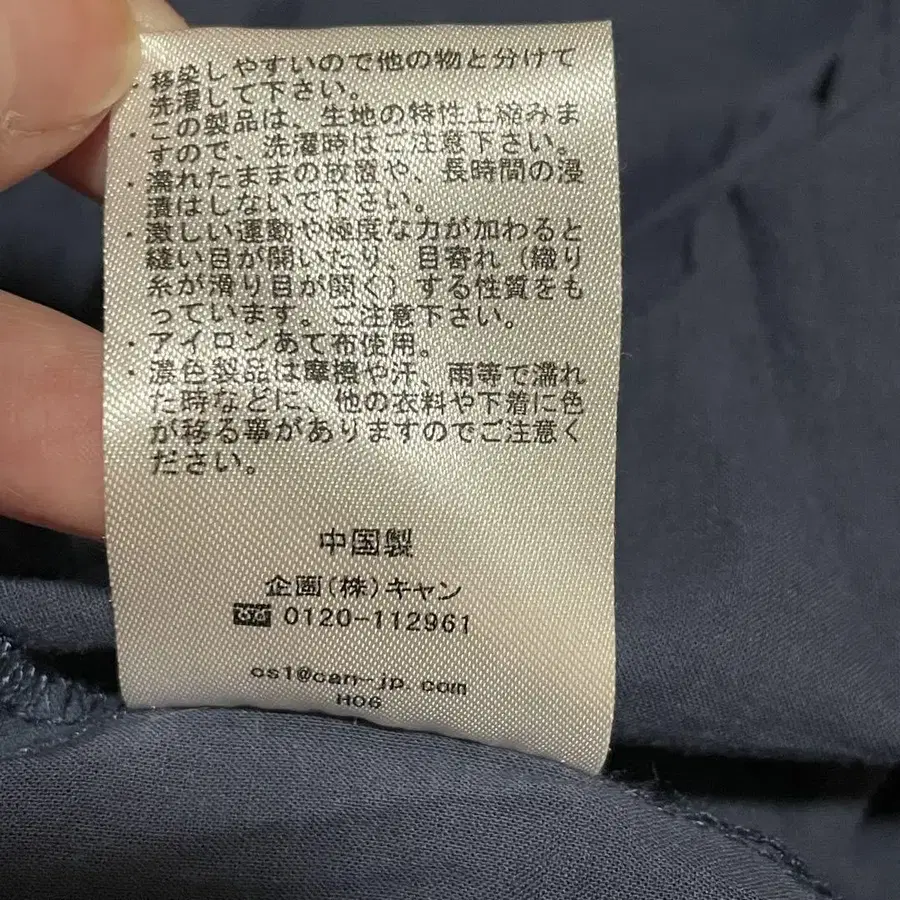 ・移染しやすいので他の物と分けて
洗濯して下さい。
・この製品は、生地の特性上縮みま
すので、洗濯時はご注意下さい。
・濡れたままの放置や、長時間の浸
漬はしないで下さい。
・激しい運動や極度な力が加わると
縫い目が開いたり、目寄れ（織り
糸が滑り目が開く）する性質をも
っています。ご注意下さい。
・アイロンあて布使用。
・濃色製品は摩擦や汗、雨等で濡れ
た時などに、他の衣料や下着に色
が移る事がありますのでご注意く
ださい。
中国製
企画(株)キャン
0120-112961
cs1@can-jp.com
H06